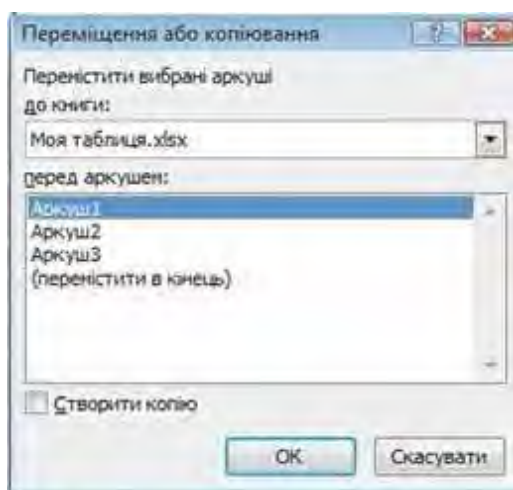 Переміщення або копіювання
Перемістити вибрані аркуші
до книги:
Моя таблиця.xlsx
перед аркушем:
Аркуш1
Аркуш2
Аркуш3
(перемістити в кінець)
Створити копію
ОК
Скасувати